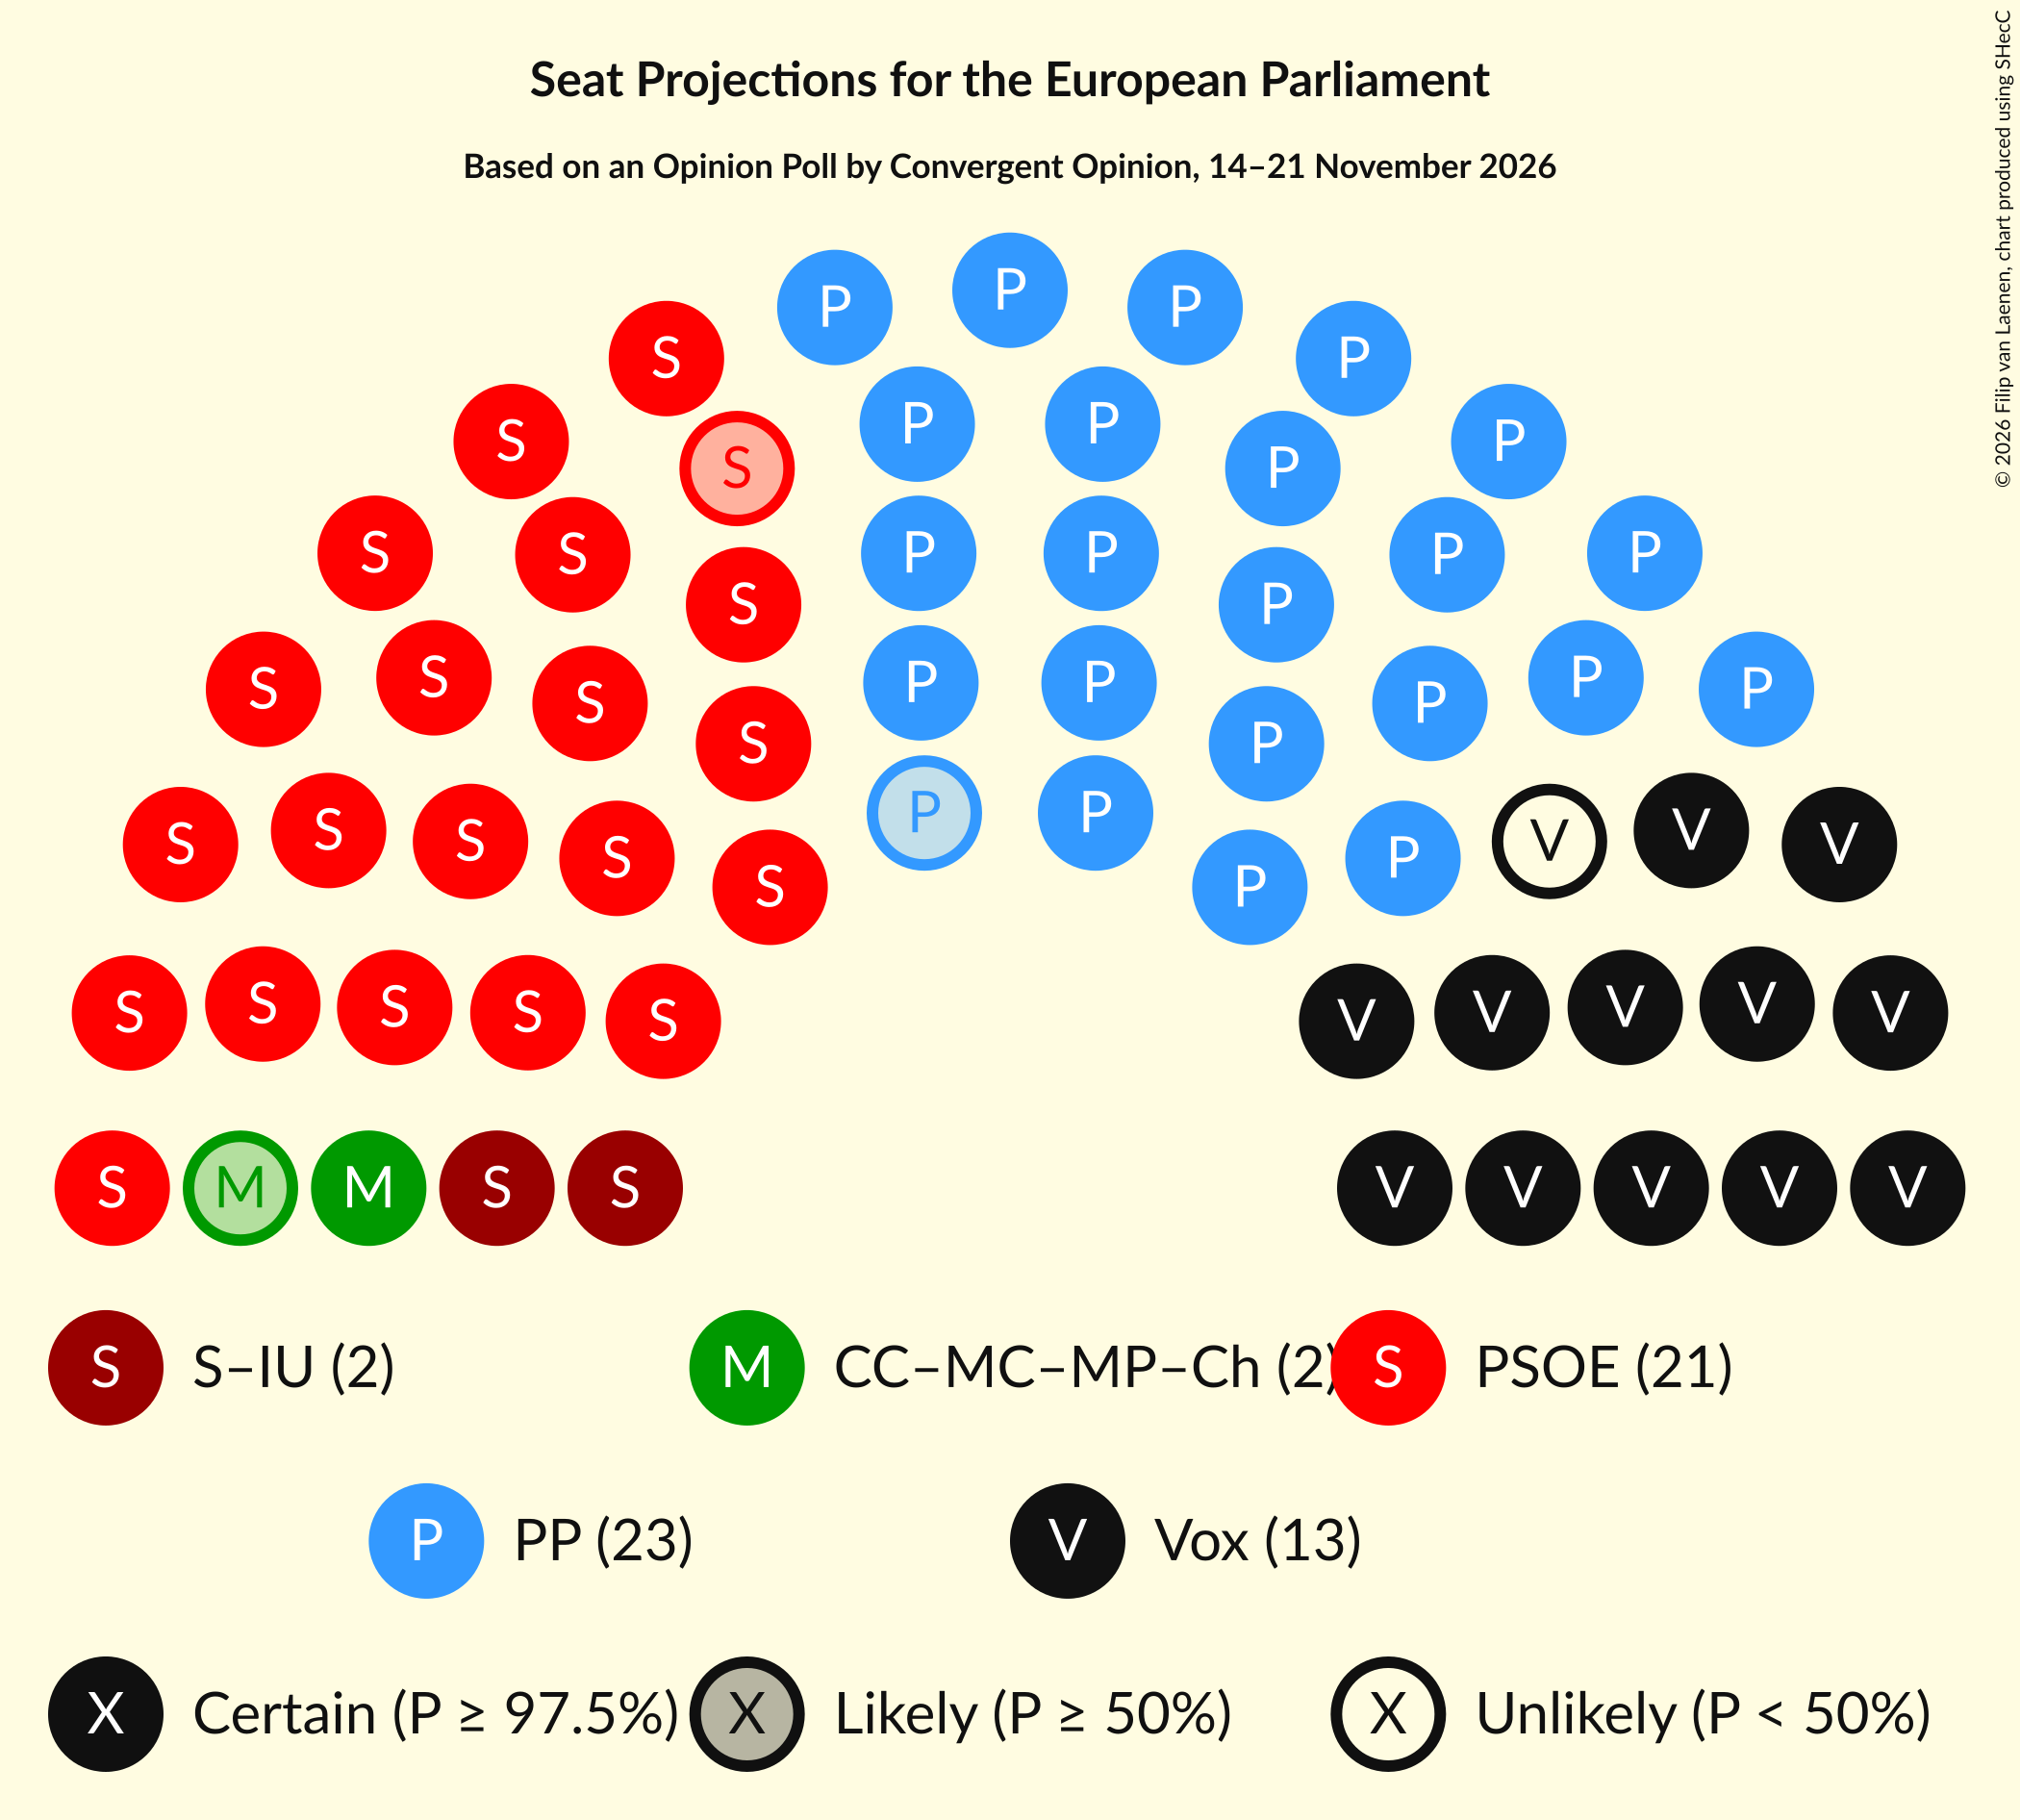 Seat Projections for the European Parliament
Based on an Opinion Poll by Convergent Opinion, 14–21 November 2026
© 2026 Filip van Laenen, chart produced using SHecC
P
P P
S P
P P
S P
S P
S P
S P P
S P
S P P
S P
S P
S P P
S P
S P
P P
S V V
S V V
S P P
S P
S S S S S V V V V V
S M M S S V V V V V
S S–IU (2) M CC–MC–MP–Ch (2) S PSOE (21)
P PP (23) V Vox (13)
X Certain (P ≥ 97.5%) X Likely (P ≥ 50%) X Unlikely (P < 50%)